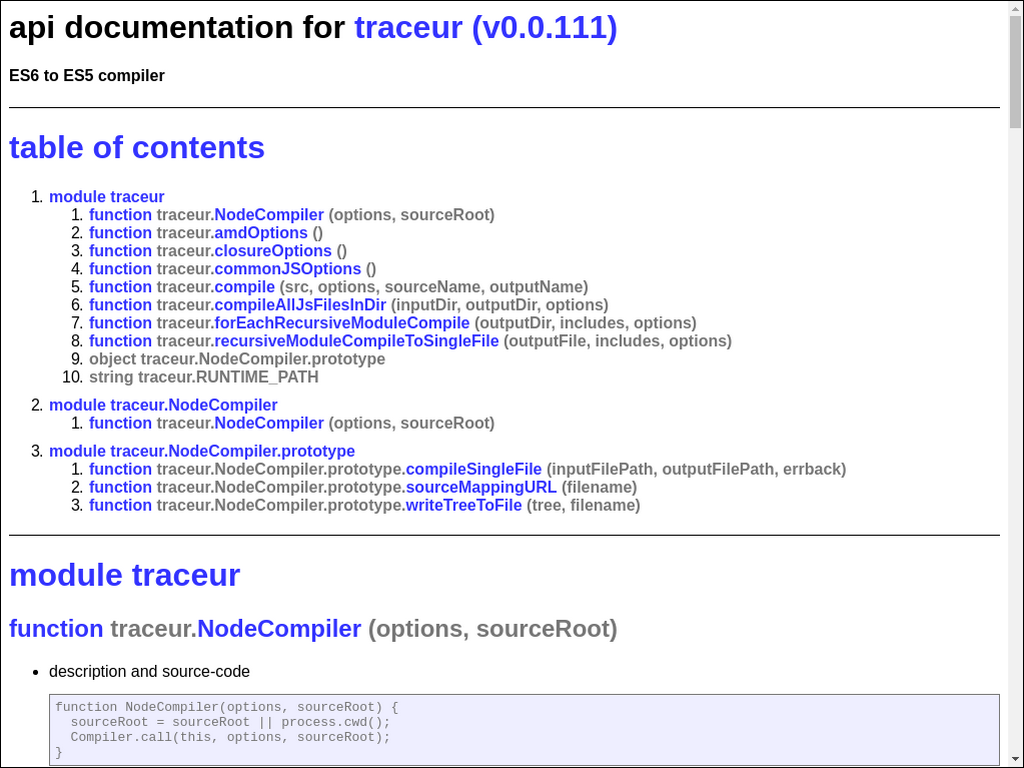 api documentation for traceur (v0.0.111)
ES6 to ES5 compiler
table of contents
1. module traceur
1. function traceur.NodeCompiler (options, sourceRoot)
2. function traceur.amdOptions ()
3. function traceur.closureOptions ()
4. function traceur.commonJSOptions ()
5. function traceur.compile (src, options, sourceName, outputName)
6. function traceur.compileAllJsFilesInDir (inputDir, outputDir, options)
7. function traceur.forEachRecursiveModuleCompile (outputDir, includes, options)
8. function traceur.recursiveModuleCompileToSingleFile (outputFile, includes, options)
9. object traceur.NodeCompiler.prototype
10. string traceur.RUNTIME_PATH
2. module traceur.NodeCompiler
1. function traceur.NodeCompiler (options, sourceRoot)
3. module traceur.NodeCompiler.prototype
1. function traceur.NodeCompiler.prototype.compileSingleFile (inputFilePath, outputFilePath, errback)
2. function traceur.NodeCompiler.prototype.sourceMappingURL (filename)
3. function traceur.NodeCompiler.prototype.writeTreeToFile (tree, filename)
module traceur
function traceur.NodeCompiler (options, sourceRoot)
• description and source-code
function NodeCompiler(options, sourceRoot) {
  sourceRoot = sourceRoot || process.cwd();
  Compiler.call(this, options, sourceRoot);
}